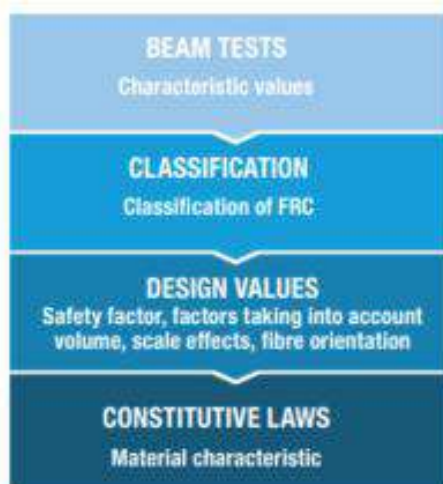 BEAM TESTS
Characteristic values
CLASSIFICATION
Classification of FRC
DESIGN VALUES
Safety factor, factors taking into account
volume, scale effects, fibre orientation
CONSTITUTIVE LAWS
Material characteristic